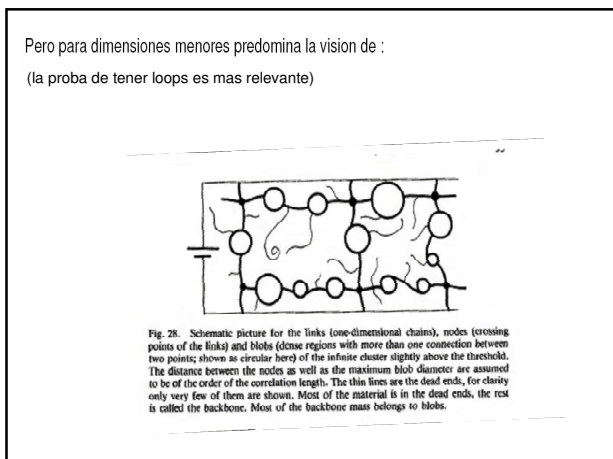 Pero para dimensiones menores predomina la vision de :
(la proba de tener loops es mas relevante)
Fig. 28. Schematic picture for the links (one-dimensional chains), nodes (crossing
points of the links) and blobs (dense regions with more than one connection between
two points; shown as circular here) of the infinite cluster slightly above the threshold.
The distance between the nodes as well as the maximum blob diameter are assumed
to be of the order of the correlation length. The thin lines are the dead ends, for clarity
only very few of them are shown. Most of the material is in the dead ends, the rest
is called the backbone. Most of the backbone mass belongs to blobs.